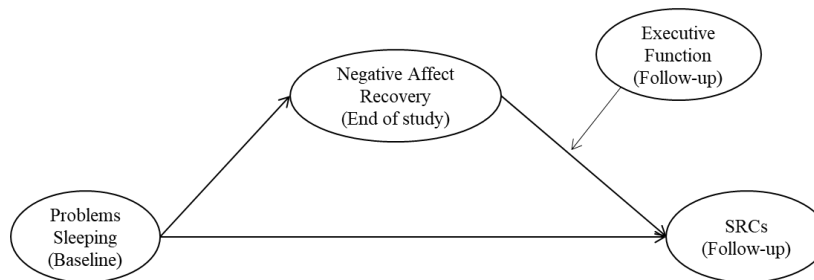 Executive
Function
(Follow-up)
Negative Affect
Recovery
(End of study)
Problems
Sleeping
(Baseline)
SRCs
(Follow-up)